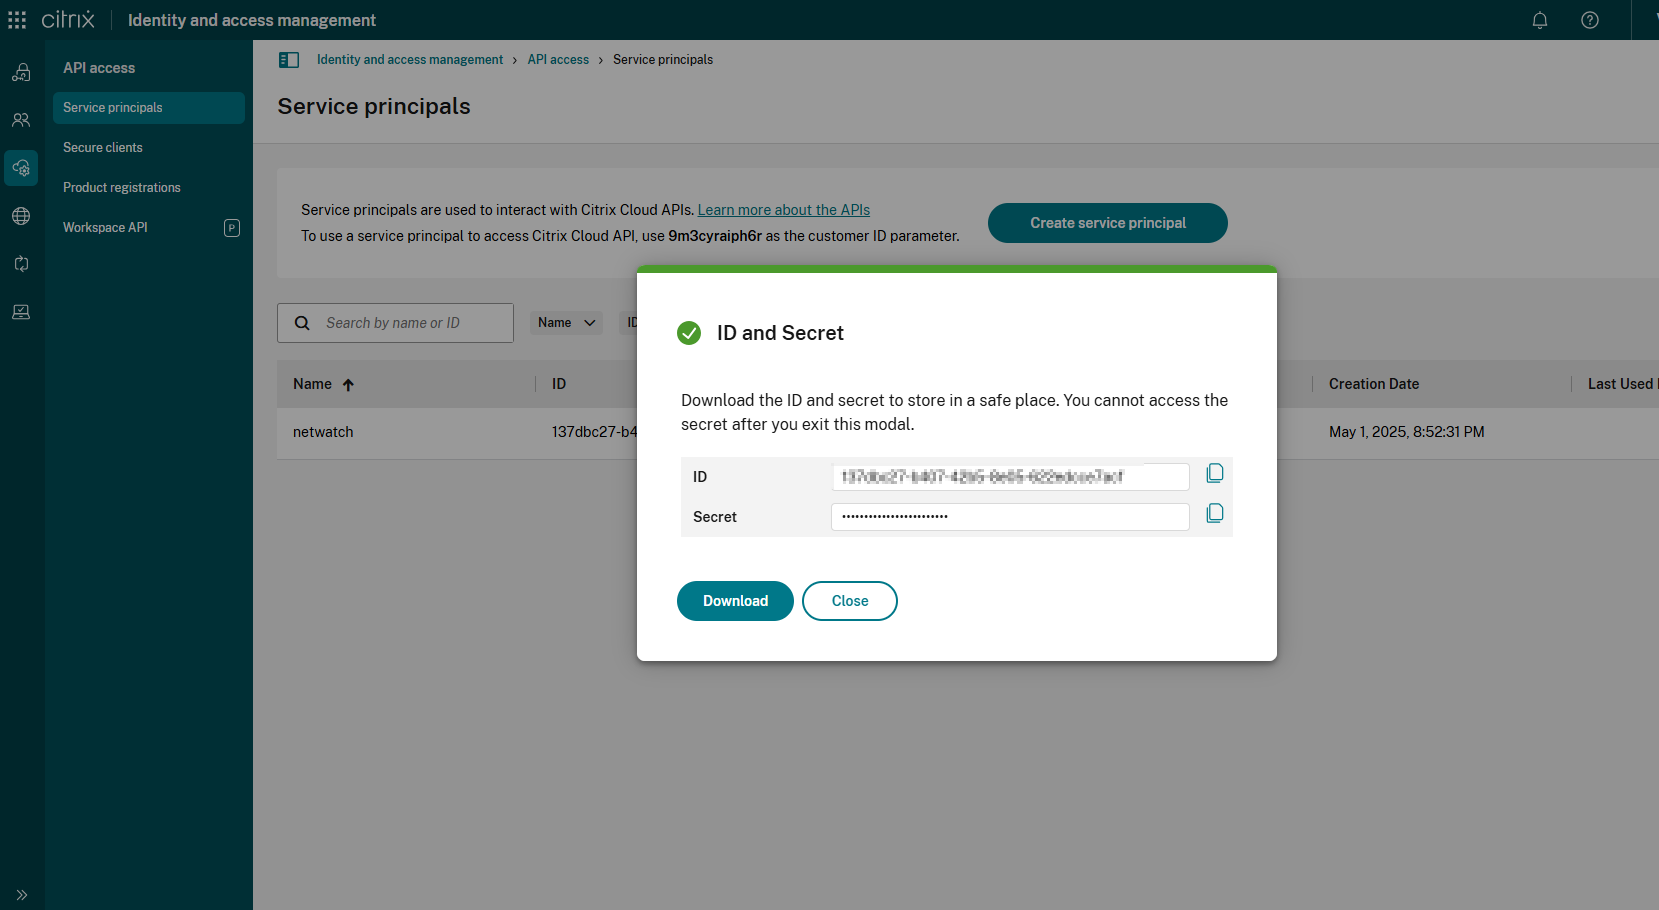 citrix Identity and access management
API access
Service principals
Secure clients
Product registrations
Workspace API P
Identity and access management › API access › Service principals
Service principals
Service principals are used to interact with Citrix Cloud APIs. Learn more about the APIs
To use a service principal to access Citrix Cloud API, use 9m3cyraiph6r as the customer ID parameter.
Create service principal
Search by name or ID
Name
Name ID Creation Date Last Used
netwatch 137dbc27-b4 May 1, 2025, 8:52:31 PM
ID and Secret
Download the ID and secret to store in a safe place. You cannot access the
secret after you exit this modal.
ID
Secret ••••••••••••••••••••••••
Download Close